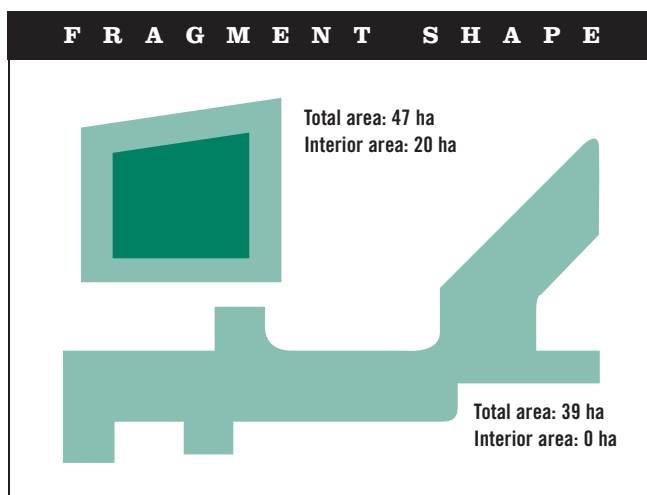 FRAGMENT SHAPE
Total area: 47 ha
Interior area: 20 ha
Total area: 39 ha
Interior area: 0 ha